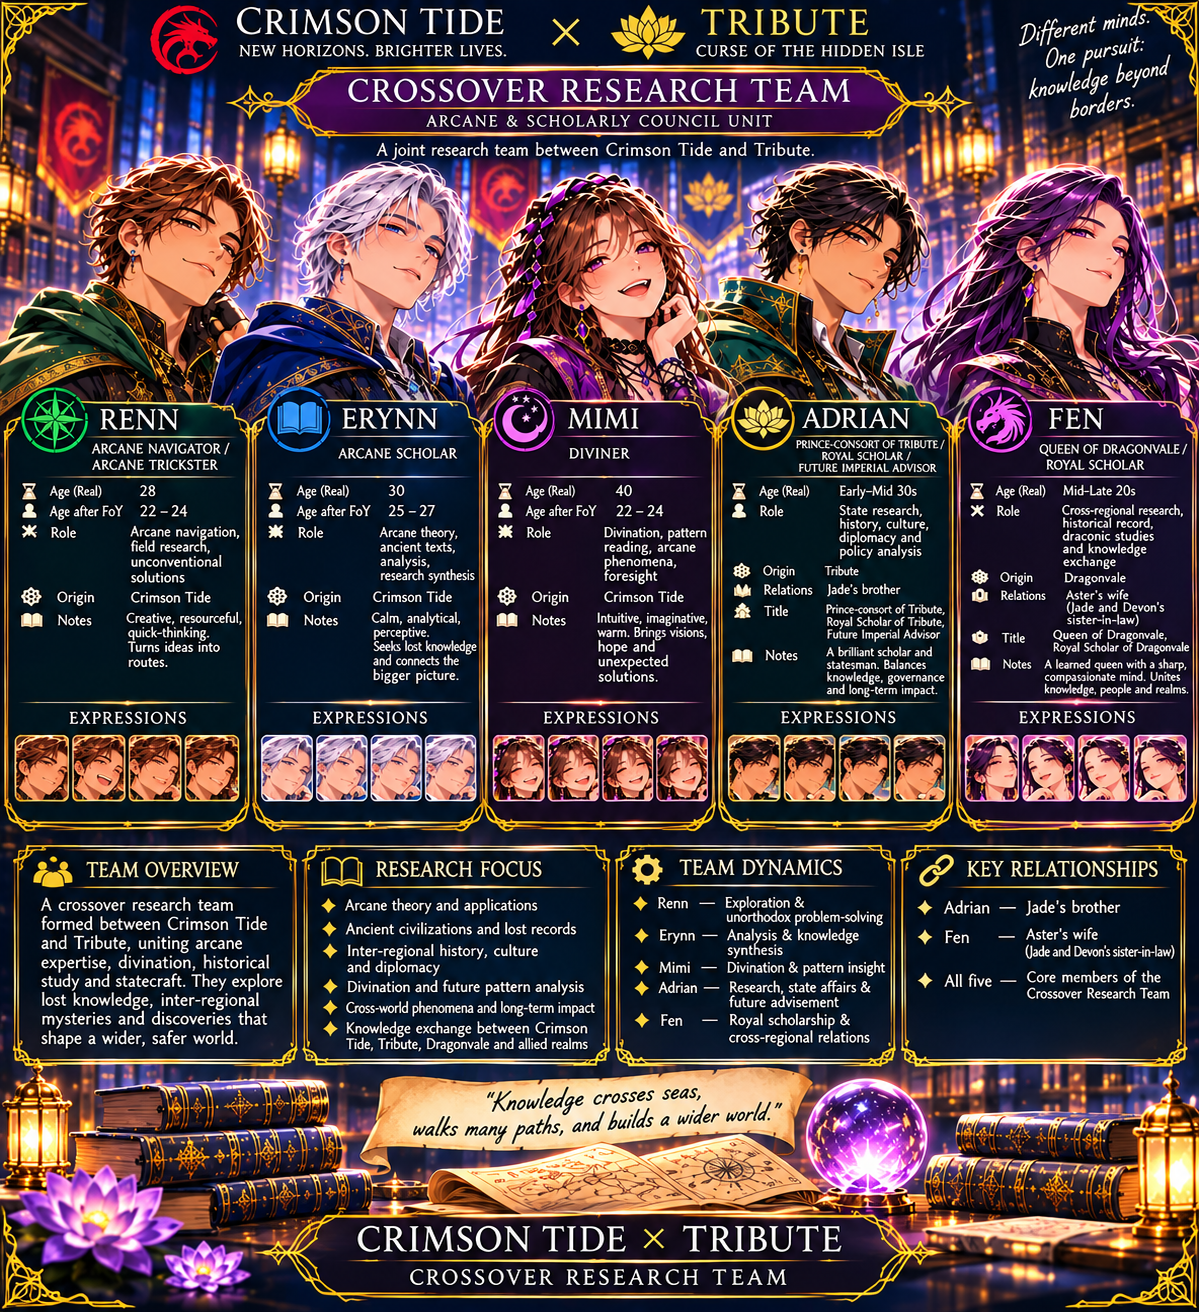 CRIMSON TIDE
NEW HORIZONS. BRIGHTER LIVES.
×
TRIBUTE
CURSE OF THE HIDDEN ISLE
Different minds.
One pursuit:
knowledge beyond
borders.
CROSSOVER RESEARCH TEAM
ARCANE & SCHOLARLY COUNCIL UNIT
A joint research team between Crimson Tide and Tribute.
RENN
ARCANE NAVIGATOR /
ARCANE TRICKSTER
Age (Real) 28
Age after FoY 22 – 24
Role Arcane navigation,
field research,
unconventional
solutions
Origin Crimson Tide
Notes Creative, resourceful,
quick-thinking.
Turns ideas into
routes.
EXPRESSIONS
ERYNN
ARCANE SCHOLAR
Age (Real) 30
Age after FoY 25 – 27
Role Arcane theory,
ancient texts,
analysis,
research synthesis
Origin Crimson Tide
Notes Calm, analytical,
perceptive.
Seeks lost knowledge
and connects the
bigger picture.
EXPRESSIONS
MIMI
DIVINER
Age (Real) 40
Age after FoY 22 – 24
Role Divination, pattern
reading, arcane
phenomena,
foresight
Origin Crimson Tide
Notes Intuitive, imaginative,
warm. Brings visions,
hope and
unexpected
solutions.
EXPRESSIONS
ADRIAN
PRINCE-CONSORT OF TRIBUTE /
ROYAL SCHOLAR /
FUTURE IMPERIAL ADVISOR
Age (Real) Early–Mid 30s
Role State research,
history, culture,
diplomacy and
policy analysis
Origin Tribute
Relations Jade's brother
Title Prince-consort of Tribute,
Royal Scholar of Tribute,
Future Imperial Advisor
Notes A brilliant scholar and
statesman. Balances
knowledge, governance
and long-term impact.
EXPRESSIONS
FEN
QUEEN OF DRAGONVALE /
ROYAL SCHOLAR
Age (Real) Mid–Late 20s
Role Cross-regional research,
historical record,
draconic studies
and knowledge
exchange
Origin Dragonvale
Relations Aster's wife
(Jade and Devon's
sister-in-law)
Title Queen of Dragonvale,
Royal Scholar of Dragonvale
Notes A learned queen with a sharp,
compassionate mind. Unites
knowledge, people and realms.
EXPRESSIONS
TEAM OVERVIEW
A crossover research team
formed between Crimson Tide
and Tribute, uniting arcane
expertise, divination, historical
study and statecraft. They explore
lost knowledge, inter-regional
mysteries and discoveries that
shape a wider, safer world.
RESEARCH FOCUS
Arcane theory and applications
Ancient civilizations and lost records
Inter-regional history, culture
and diplomacy
Divination and future pattern analysis
Cross-world phenomena and long-term impact
Knowledge exchange between Crimson
Tide, Tribute, Dragonvale and allied realms
TEAM DYNAMICS
Renn — Exploration &
unorthodox problem-solving
Erynn — Analysis & knowledge
synthesis
Mimi — Divination & pattern insight
Adrian — Research, state affairs &
future advisement
Fen — Royal scholarship &
cross-regional relations
KEY RELATIONSHIPS
Adrian — Jade's brother
Fen — Aster's wife
(Jade and Devon's sister-in-law)
All five — Core members of the
Crossover Research Team
"Knowledge crosses seas,
walks many paths, and builds a wider world."
CRIMSON TIDE × TRIBUTE
CROSSOVER RESEARCH TEAM